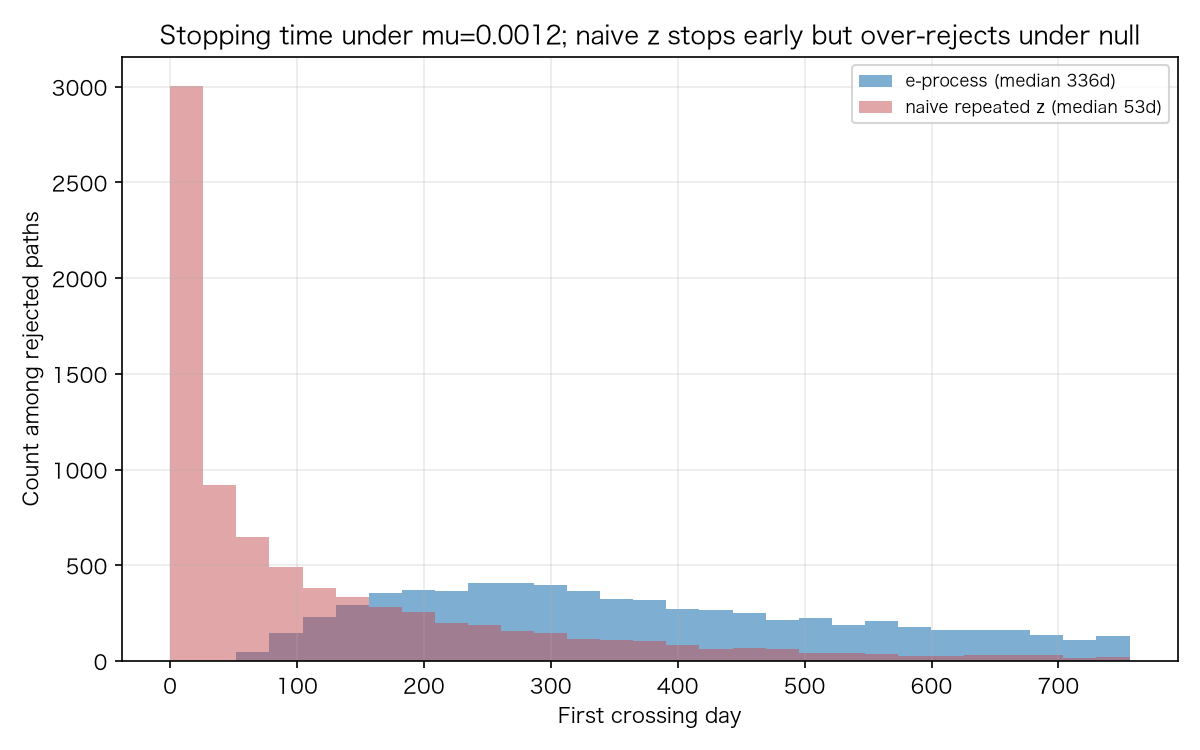 Stopping time under mu=0.0012; naive z stops early but over-rejects under null
e-process (median 336d)
naive repeated z (median 53d)
Count among rejected paths
3000
2500
2000
1500
1000
500
0
0 100 200 300 400 500 600 700
First crossing day